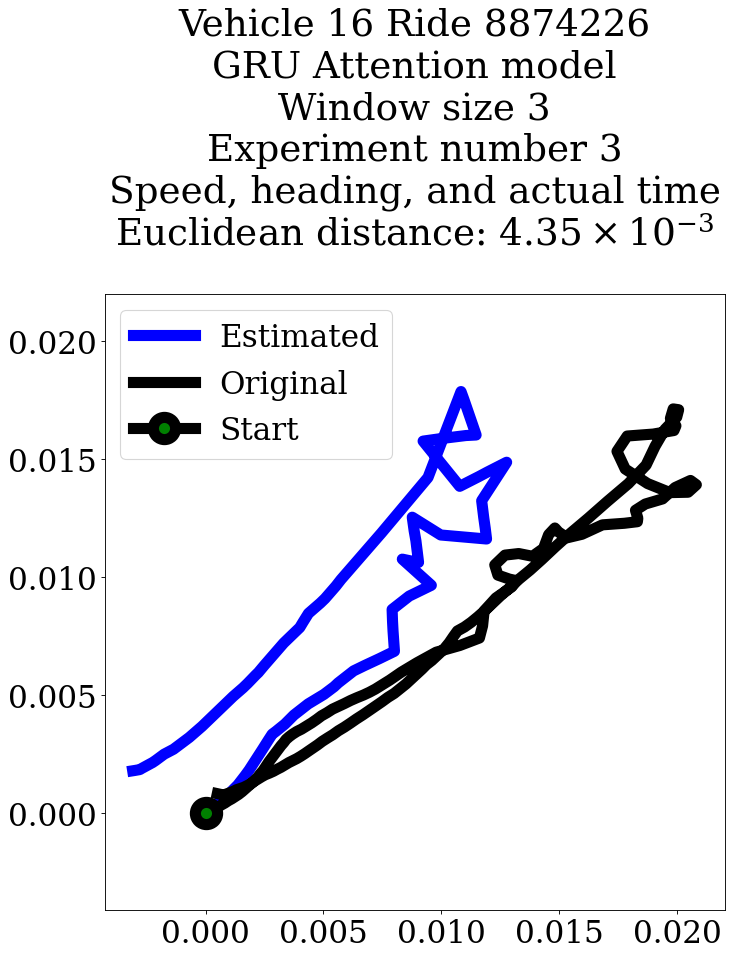 Vehicle 16 Ride 8874226
GRU Attention model
Window size 3
Experiment number 3
Speed, heading, and actual time
Euclidean distance: 4.35 × 10⁻³
Estimated
Original
Start
0.020
0.015
0.010
0.005
0.000
0.000 0.005 0.010 0.015 0.020